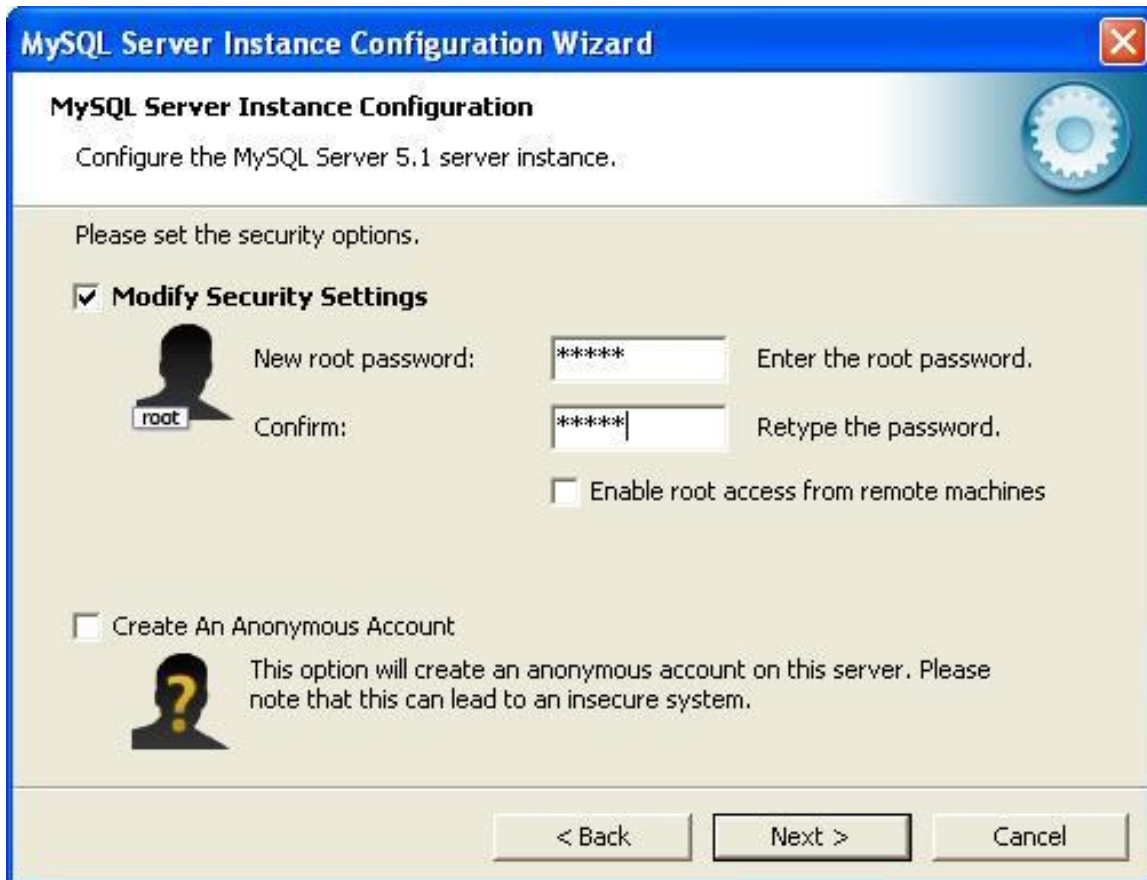 MySQL Server Instance Configuration Wizard
MySQL Server Instance Configuration
Configure the MySQL Server 5.1 server instance.
Please set the security options.
Modify Security Settings
root
New root password: ***** Enter the root password.
Confirm: ***** Retype the password.
Enable root access from remote machines
Create An Anonymous Account
?
This option will create an anonymous account on this server. Please
note that this can lead to an insecure system.
< Back Next > Cancel